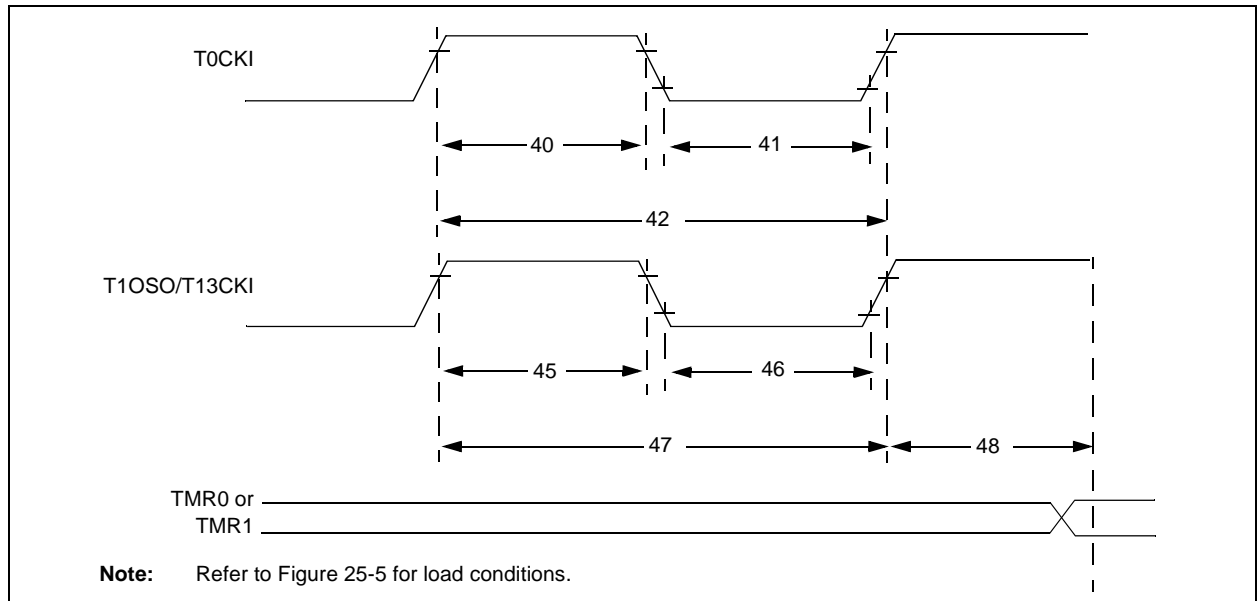 T0CKI
40
41
42
T1OSO/T13CKI
45
46
47
48
TMR0 or
TMR1
Note: Refer to Figure 25-5 for load conditions.